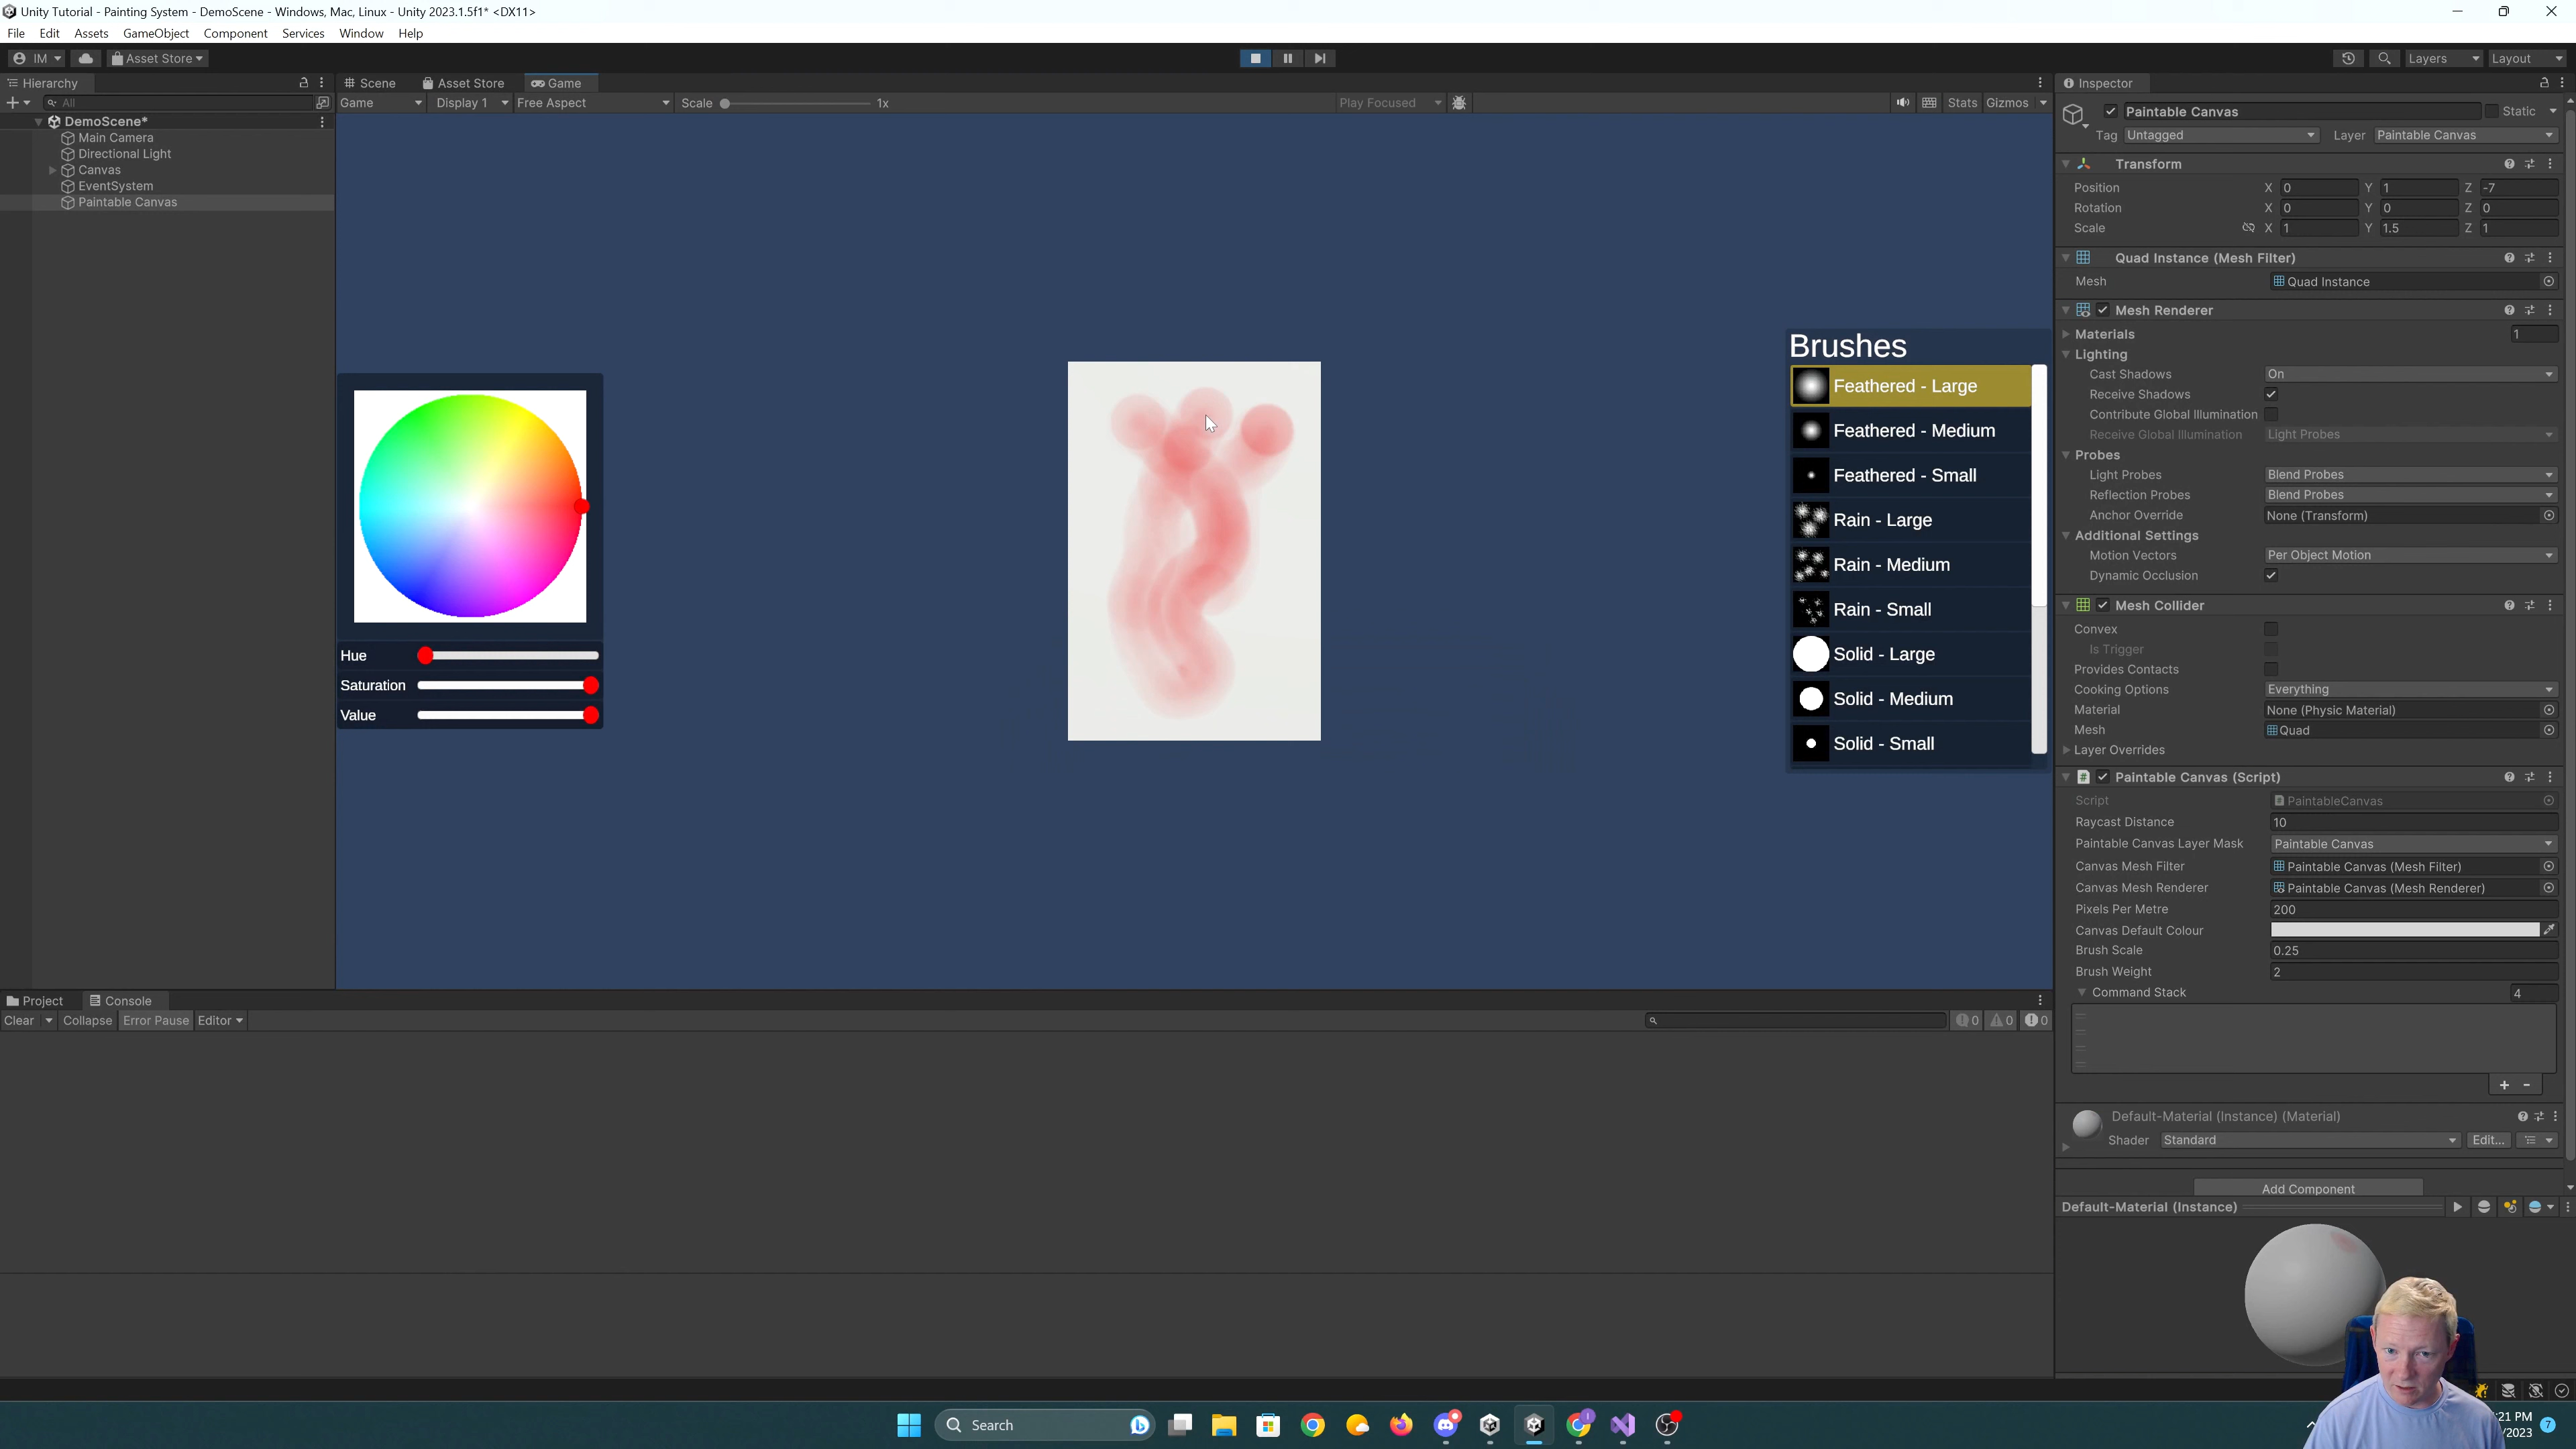 Unity Tutorial - Painting System - DemoScene - Windows, Mac, Linux - Unity 2023.1.5f1* <DX11>
File Edit Assets GameObject Component Services Window Help
IM Asset Store Layers Layout
Hierarchy
All
DemoScene*
Main Camera
Directional Light
Canvas
EventSystem
Paintable Canvas
Scene Asset Store Game
Game Display 1 Free Aspect Scale 1x Play Focused Stats Gizmos
Hue
Saturation
Value
Brushes
Feathered - Large
Feathered - Medium
Feathered - Small
Rain - Large
Rain - Medium
Rain - Small
Solid - Large
Solid - Medium
Solid - Small
Project Console
Clear Collapse Error Pause Editor 0 0 0
Inspector
Paintable Canvas Static
Tag Untagged Layer Paintable Canvas
Transform
Position X 0 Y 1 Z -7
Rotation X 0 Y 0 Z 0
Scale X 1 Y 1.5 Z 1
Quad Instance (Mesh Filter)
Mesh Quad Instance
Mesh Renderer
Materials 1
Lighting
Cast Shadows On
Receive Shadows
Contribute Global Illumination
Receive Global Illumination Light Probes
Probes
Light Probes Blend Probes
Reflection Probes Blend Probes
Anchor Override None (Transform)
Additional Settings
Motion Vectors Per Object Motion
Dynamic Occlusion
Mesh Collider
Convex
Is Trigger
Provides Contacts
Cooking Options Everything
Material None (Physic Material)
Mesh Quad
Layer Overrides
Paintable Canvas (Script)
Script PaintableCanvas
Raycast Distance 10
Paintable Canvas Layer Mask Paintable Canvas
Canvas Mesh Filter Paintable Canvas (Mesh Filter)
Canvas Mesh Renderer Paintable Canvas (Mesh Renderer)
Pixels Per Metre 200
Canvas Default Colour
Brush Scale 0.25
Brush Weight 2
Command Stack 4
Default-Material (Instance) (Material)
Shader Standard Edit...
Add Component
Default-Material (Instance)
Search
:21 PM
/2023
7